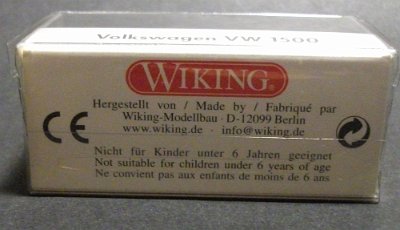 Volkswagen VW 1500
WIKING®
Hergestellt von / Made by / Fabriqué par
Wiking-Modellbau · D-12099 Berlin
www.wiking.de · info@wiking.de
CE
Nicht für Kinder unter 6 Jahren geeignet
Not suitable for children under 6 years of age
Ne convient pas aux enfants de moins de 6 ans